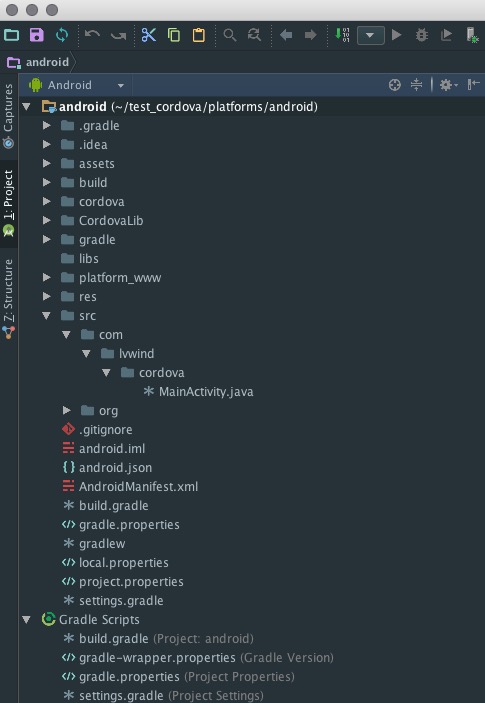 android
Android
android (~/test_cordova/platforms/android)
.gradle
.idea
assets
build
cordova
CordovaLib
gradle
libs
platform_www
res
src
com
lvwind
cordova
MainActivity.java
org
.gitignore
android.iml
android.json
AndroidManifest.xml
build.gradle
gradle.properties
gradlew
local.properties
project.properties
settings.gradle
Gradle Scripts
build.gradle (Project: android)
gradle-wrapper.properties (Gradle Version)
gradle.properties (Project Properties)
settings.gradle (Project Settings)
Captures
1: Project
7: Structure